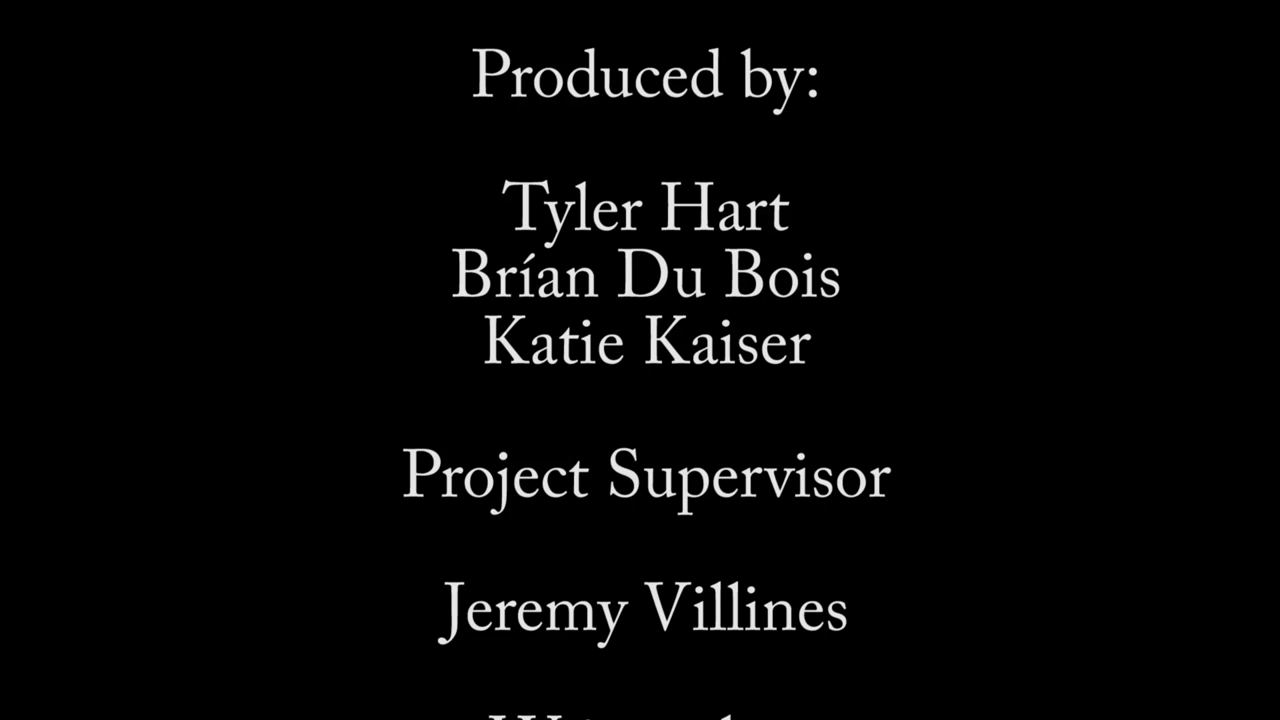 Produced by:
Tyler Hart
Brían Du Bois
Katie Kaiser
Project Supervisor
Jeremy Villines